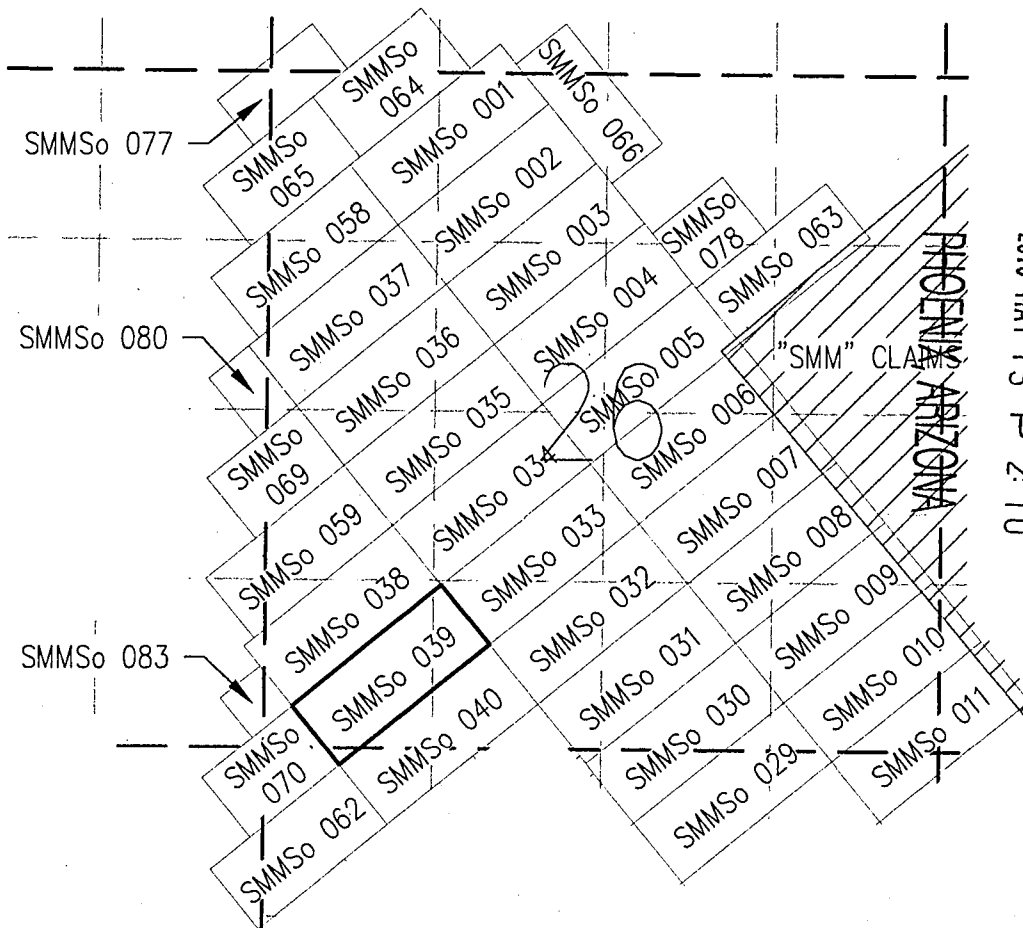 SMMSo 077
SMMSo
064
SMMSo 001
SMMSo 066
SMMSo
065
SMMSo 002
SMMSo 058
SMMSo 003
SMMSo
078
SMMSo 063
SMMSo 037
SMMSo 004
SMMSo 080
SMMSo 036
SMMSo 005
"SMM" CLAIMS
PHOENIX, ARIZONA
26
SMMSo
069
SMMSo 035
SMMSo 006
SMMSo 034
SMMSo 007
SMMSo 059
SMMSo 033
SMMSo 008
SMMSo 038
SMMSo 032
SMMSo 009
SMMSo 083
SMMSo 039
SMMSo 031
SMMSo 010
SMMSo
070
SMMSo 040
SMMSo 030
SMMSo 011
SMMSo 062
SMMSo 029